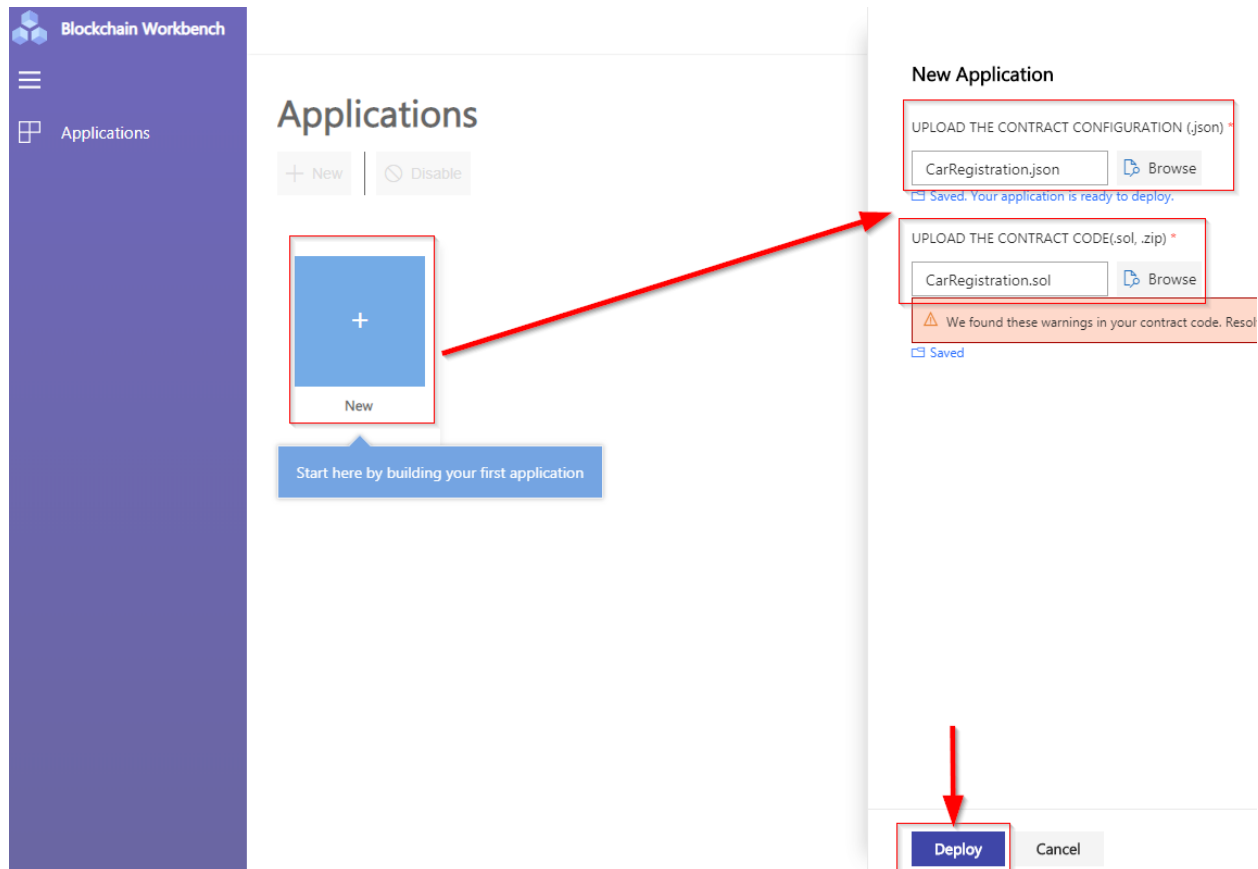 Blockchain Workbench
Applications
Applications
New
Disable
+
New
Start here by building your first application
New Application
UPLOAD THE CONTRACT CONFIGURATION (.json) *
CarRegistration.json
Browse
Saved. Your application is ready to deploy.
UPLOAD THE CONTRACT CODE(.sol, .zip) *
CarRegistration.sol
Browse
We found these warnings in your contract code. Resol
Saved
Deploy
Cancel